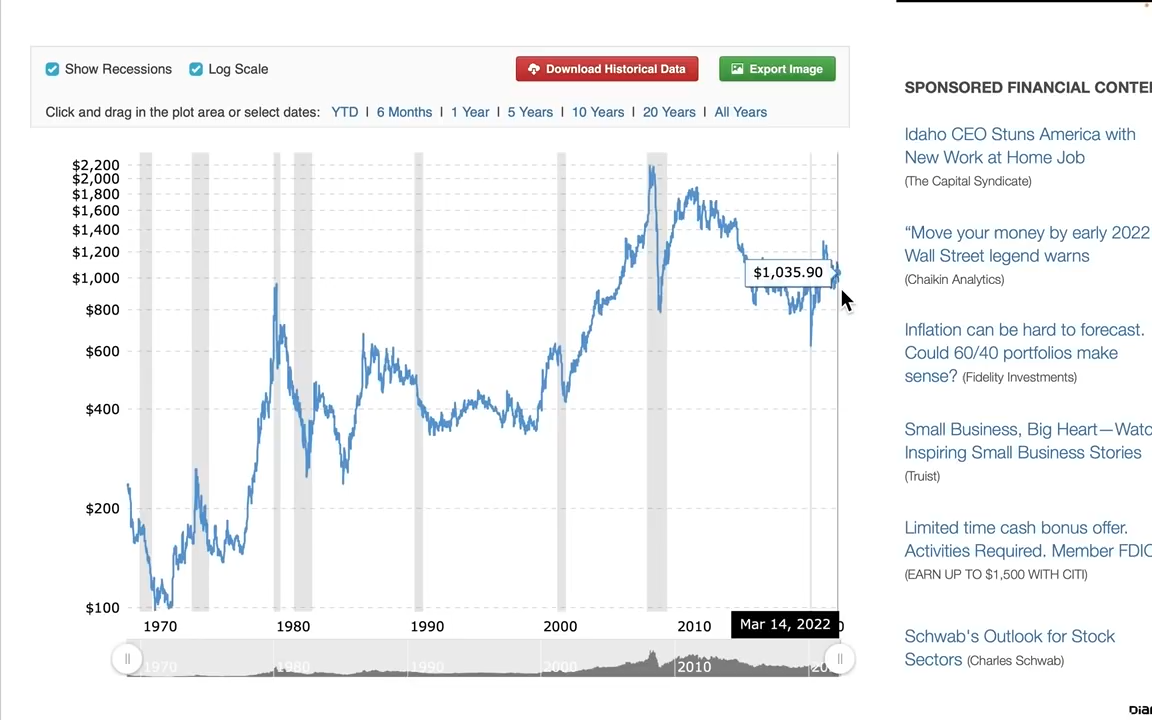 Show Recessions Log Scale
Download Historical Data
Export Image
Click and drag in the plot area or select dates: YTD I 6 Months I 1 Year I 5 Years I 10 Years I 20 Years I All Years
$2,200
$2,000
$1,800
$1,600
$1,400
$1,200
$1,000
$800
$600
$400
$200
$100
$1,035.90
1970 1980 1990 2000 2010
Mar 14, 2022
1970 1980 1990 2000 2010
SPONSORED FINANCIAL CONTE
Idaho CEO Stuns America with
New Work at Home Job
(The Capital Syndicate)
“Move your money by early 2022
Wall Street legend warns
(Chaikin Analytics)
Inflation can be hard to forecast.
Could 60/40 portfolios make
sense? (Fidelity Investments)
Small Business, Big Heart—Watc
Inspiring Small Business Stories
(Truist)
Limited time cash bonus offer.
Activities Required. Member FDIC
(EARN UP TO $1,500 WITH CITI)
Schwab's Outlook for Stock
Sectors (Charles Schwab)